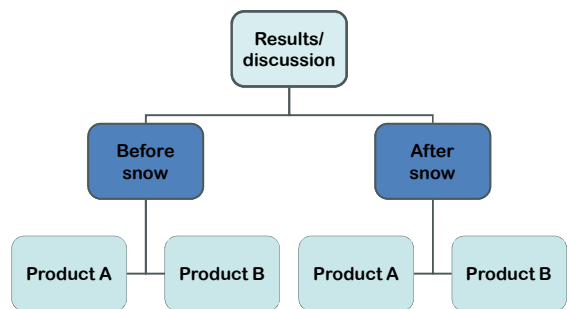 Results/
discussion
Before
snow
After
snow
Product A
Product B
Product A
Product B